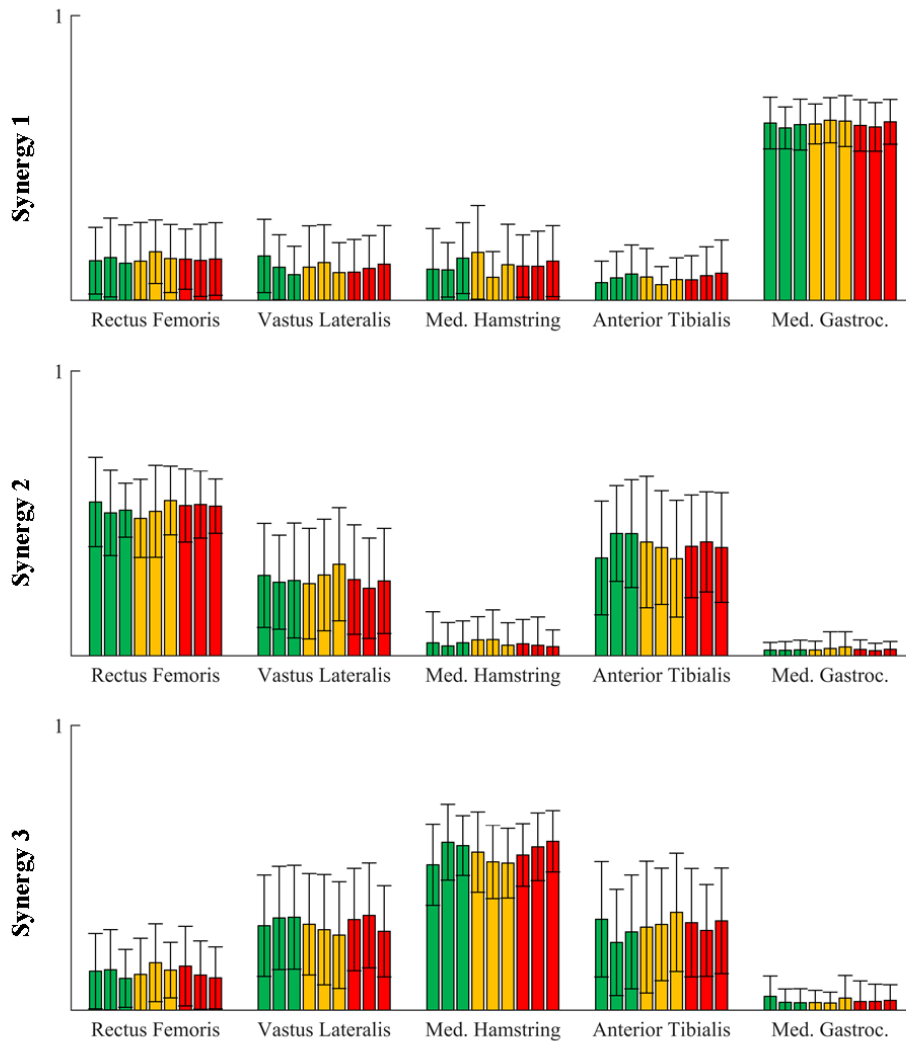 1
Synergy 1
Rectus Femoris Vastus Lateralis Med. Hamstring Anterior Tibialis Med. Gastroc.
1
Synergy 2
Rectus Femoris Vastus Lateralis Med. Hamstring Anterior Tibialis Med. Gastroc.
1
Synergy 3
Rectus Femoris Vastus Lateralis Med. Hamstring Anterior Tibialis Med. Gastroc.